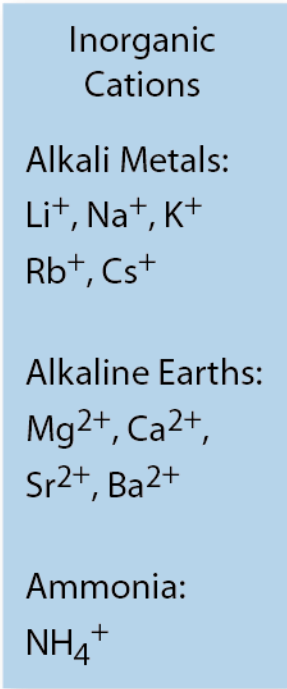 Inorganic
Cations
Alkali Metals:
Li⁺, Na⁺, K⁺
Rb⁺, Cs⁺
Alkaline Earths:
Mg²⁺, Ca²⁺,
Sr²⁺, Ba²⁺
Ammonia:
NH₄⁺